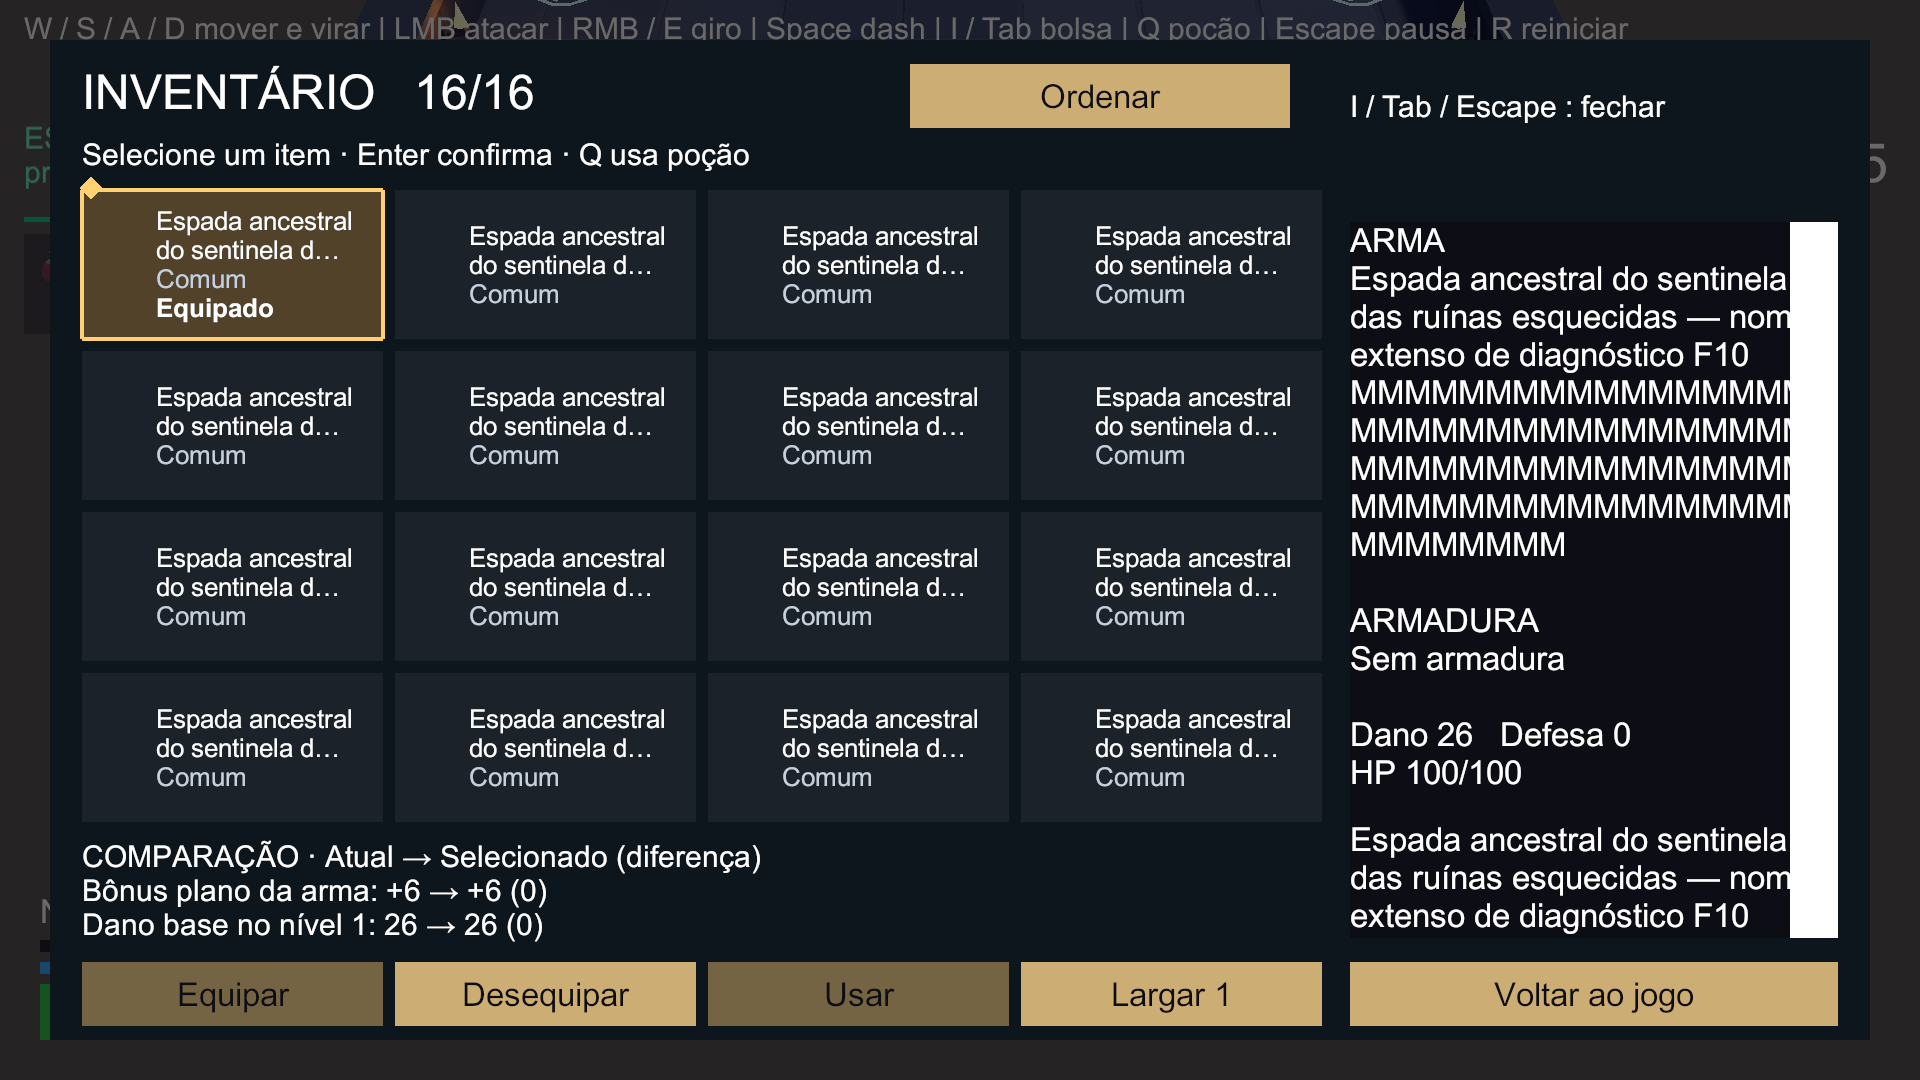 W / S / A / D mover e virar | LMB atacar | RMB / E giro | Space dash | I / Tab bolsa | Q poção | Escape pausa | R reiniciar
INVENTÁRIO 16/16
Ordenar
I / Tab / Escape : fechar
Selecione um item · Enter confirma · Q usa poção
Espada ancestral
do sentinela d...
Comum
Equipado
Espada ancestral
do sentinela d...
Comum
Espada ancestral
do sentinela d...
Comum
Espada ancestral
do sentinela d...
Comum
Espada ancestral
do sentinela d...
Comum
Espada ancestral
do sentinela d...
Comum
Espada ancestral
do sentinela d...
Comum
Espada ancestral
do sentinela d...
Comum
Espada ancestral
do sentinela d...
Comum
Espada ancestral
do sentinela d...
Comum
Espada ancestral
do sentinela d...
Comum
Espada ancestral
do sentinela d...
Comum
Espada ancestral
do sentinela d...
Comum
Espada ancestral
do sentinela d...
Comum
Espada ancestral
do sentinela d...
Comum
Espada ancestral
do sentinela d...
Comum
ARMA
Espada ancestral do sentinela
das ruínas esquecidas — nom
extenso de diagnóstico F10
MMMMMMMMMMMMMMMMM
MMMMMMMMMMMMMMMMM
MMMMMMMMMMMMMMMMM
MMMMMMMMMMMMMMMMM
MMMMMMMM
ARMADURA
Sem armadura
Dano 26 Defesa 0
HP 100/100
Espada ancestral do sentinela
das ruínas esquecidas — nom
extenso de diagnóstico F10
COMPARAÇÃO · Atual → Selecionado (diferença)
Bônus plano da arma: +6 → +6 (0)
Dano base no nível 1: 26 → 26 (0)
Equipar
Desequipar
Usar
Largar 1
Voltar ao jogo